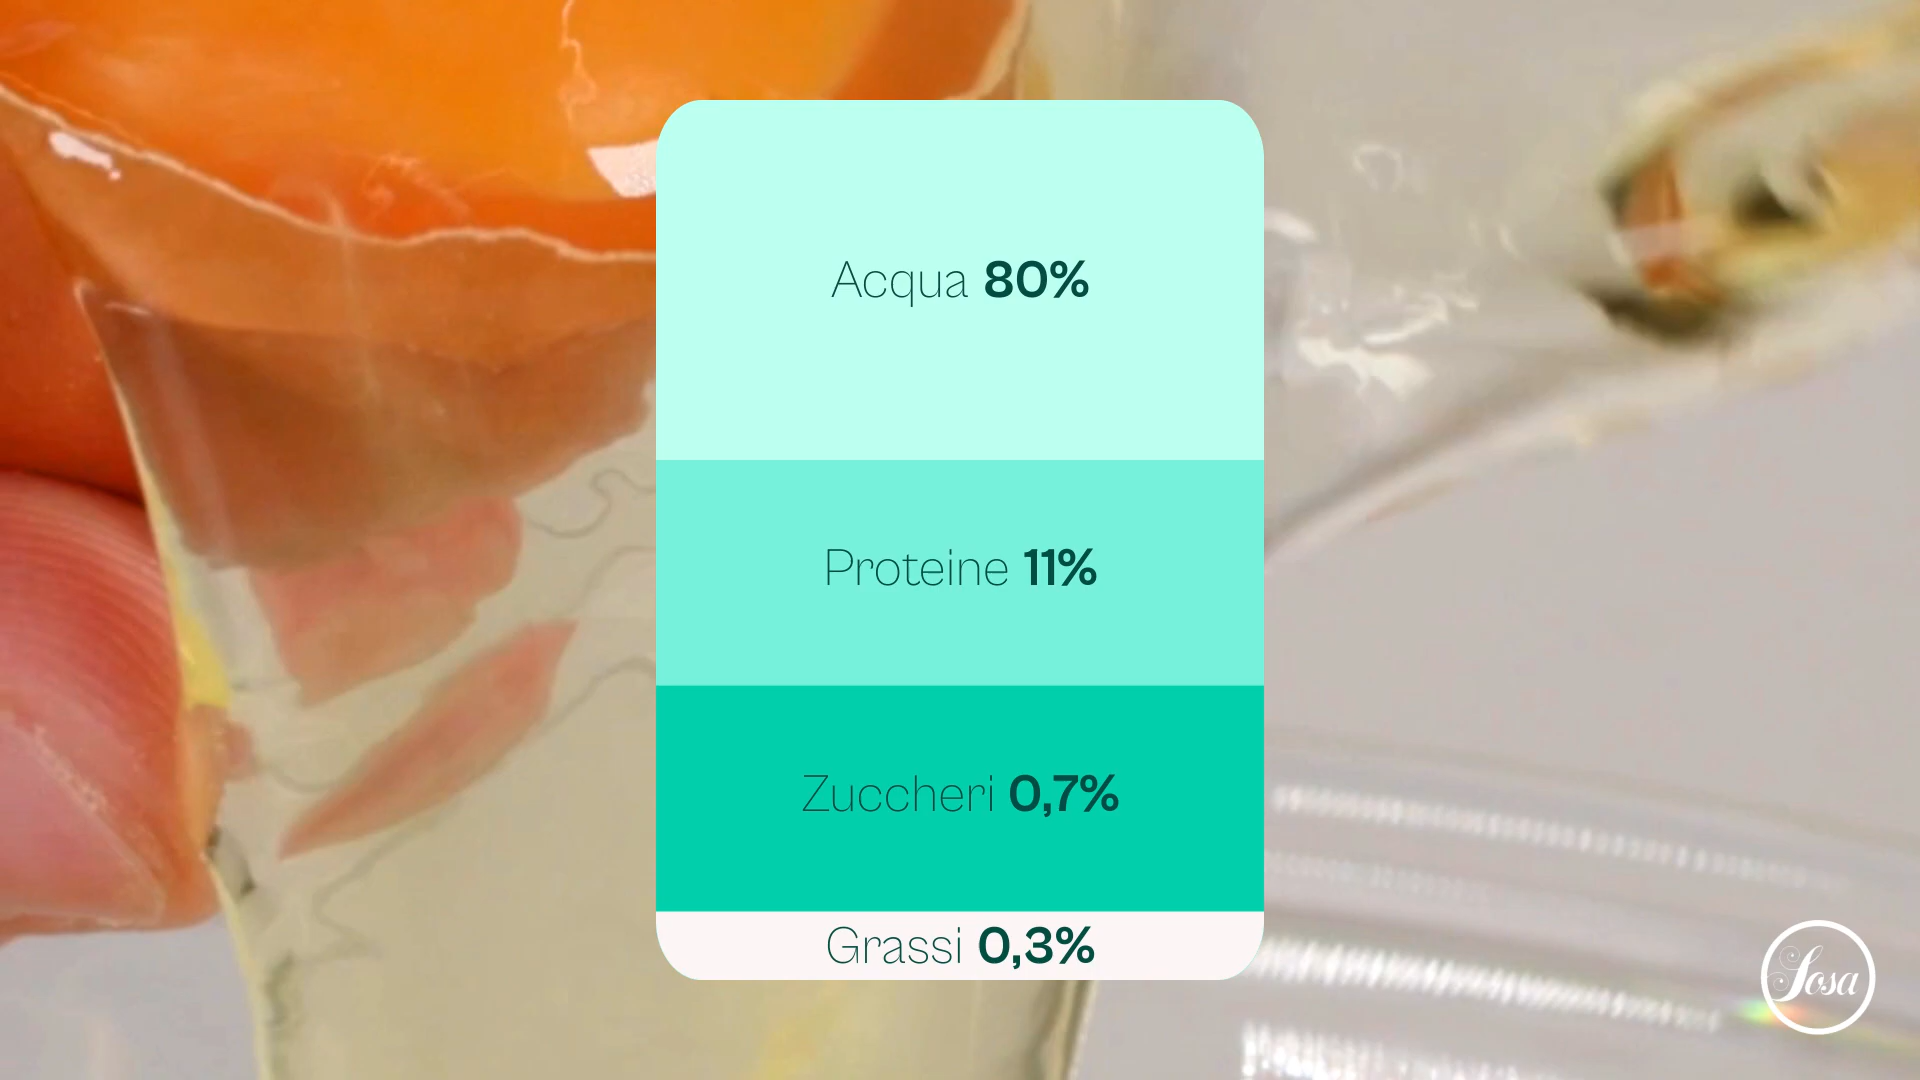 Acqua 80%
Proteine 11%
Zuccheri 0,7%
Grassi 0,3%
Sosa